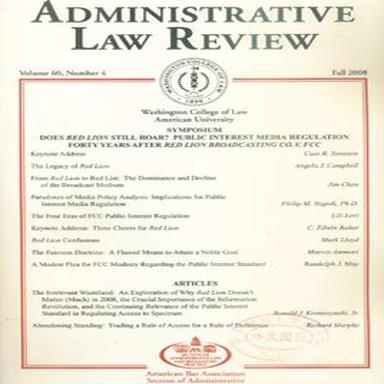 ADMINISTRATIVE
LAW REVIEW
Volume 60, Number 4 Fall 2008
WASHINGTON COLLEGE OF LAW
1896
Washington College of Law
American University
SYMPOSIUM
DOES RED LION STILL ROAR? PUBLIC INTEREST MEDIA REGULATION
FORTY YEARS AFTER RED LION BROADCASTING CO. V. FCC
Keynote Address Cass R. Sunstein
The Legacy of Red Lion Angela J. Campbell
From Red Lion to Red List: The Dominance and Decline
of the Broadcast Medium Jim Chen
Paradoxes of Media Policy Analysis: Implications for Public
Interest Media Regulation Philip M. Napoli, Ph.D.
The Four Eras of FCC Public Interest Regulation Lili Levi
Keynote Address: Three Cheers for Red Lion C. Edwin Baker
Red Lion Confusions Mark Lloyd
The Fairness Doctrine: A Flawed Means to Attain a Noble Goal Marvin Ammori
A Modest Plea for FCC Modesty Regarding the Public Interest Standard Randolph J. May
ARTICLES
The Irrelevant Wasteland: An Exploration of Why Red Lion Doesn't
Matter (Much) in 2008, the Crucial Importance of the Information
Revolution, and the Continuing Relevance of the Public Interest
Standard in Regulating Access to Spectrum Ronald J. Krotoszynski, Jr.
Abandoning Standing: Trading a Rule of Access for a Rule of Deference Richard Murphy
American Bar Association
Section of Administrative